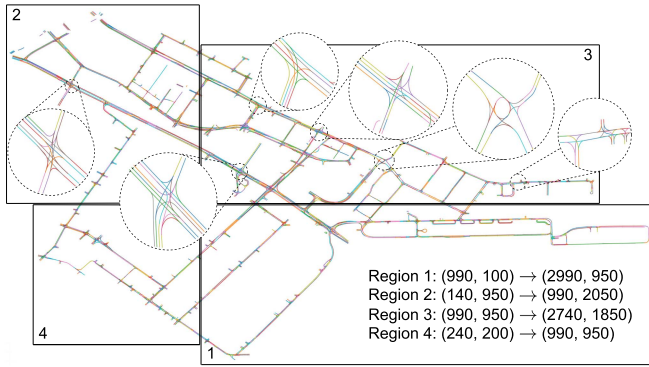 2
3
Region 1: (990, 100) → (2990, 950)
Region 2: (140, 950) → (990, 2050)
Region 3: (990, 950) → (2740, 1850)
Region 4: (240, 200) → (990, 950)
4
1